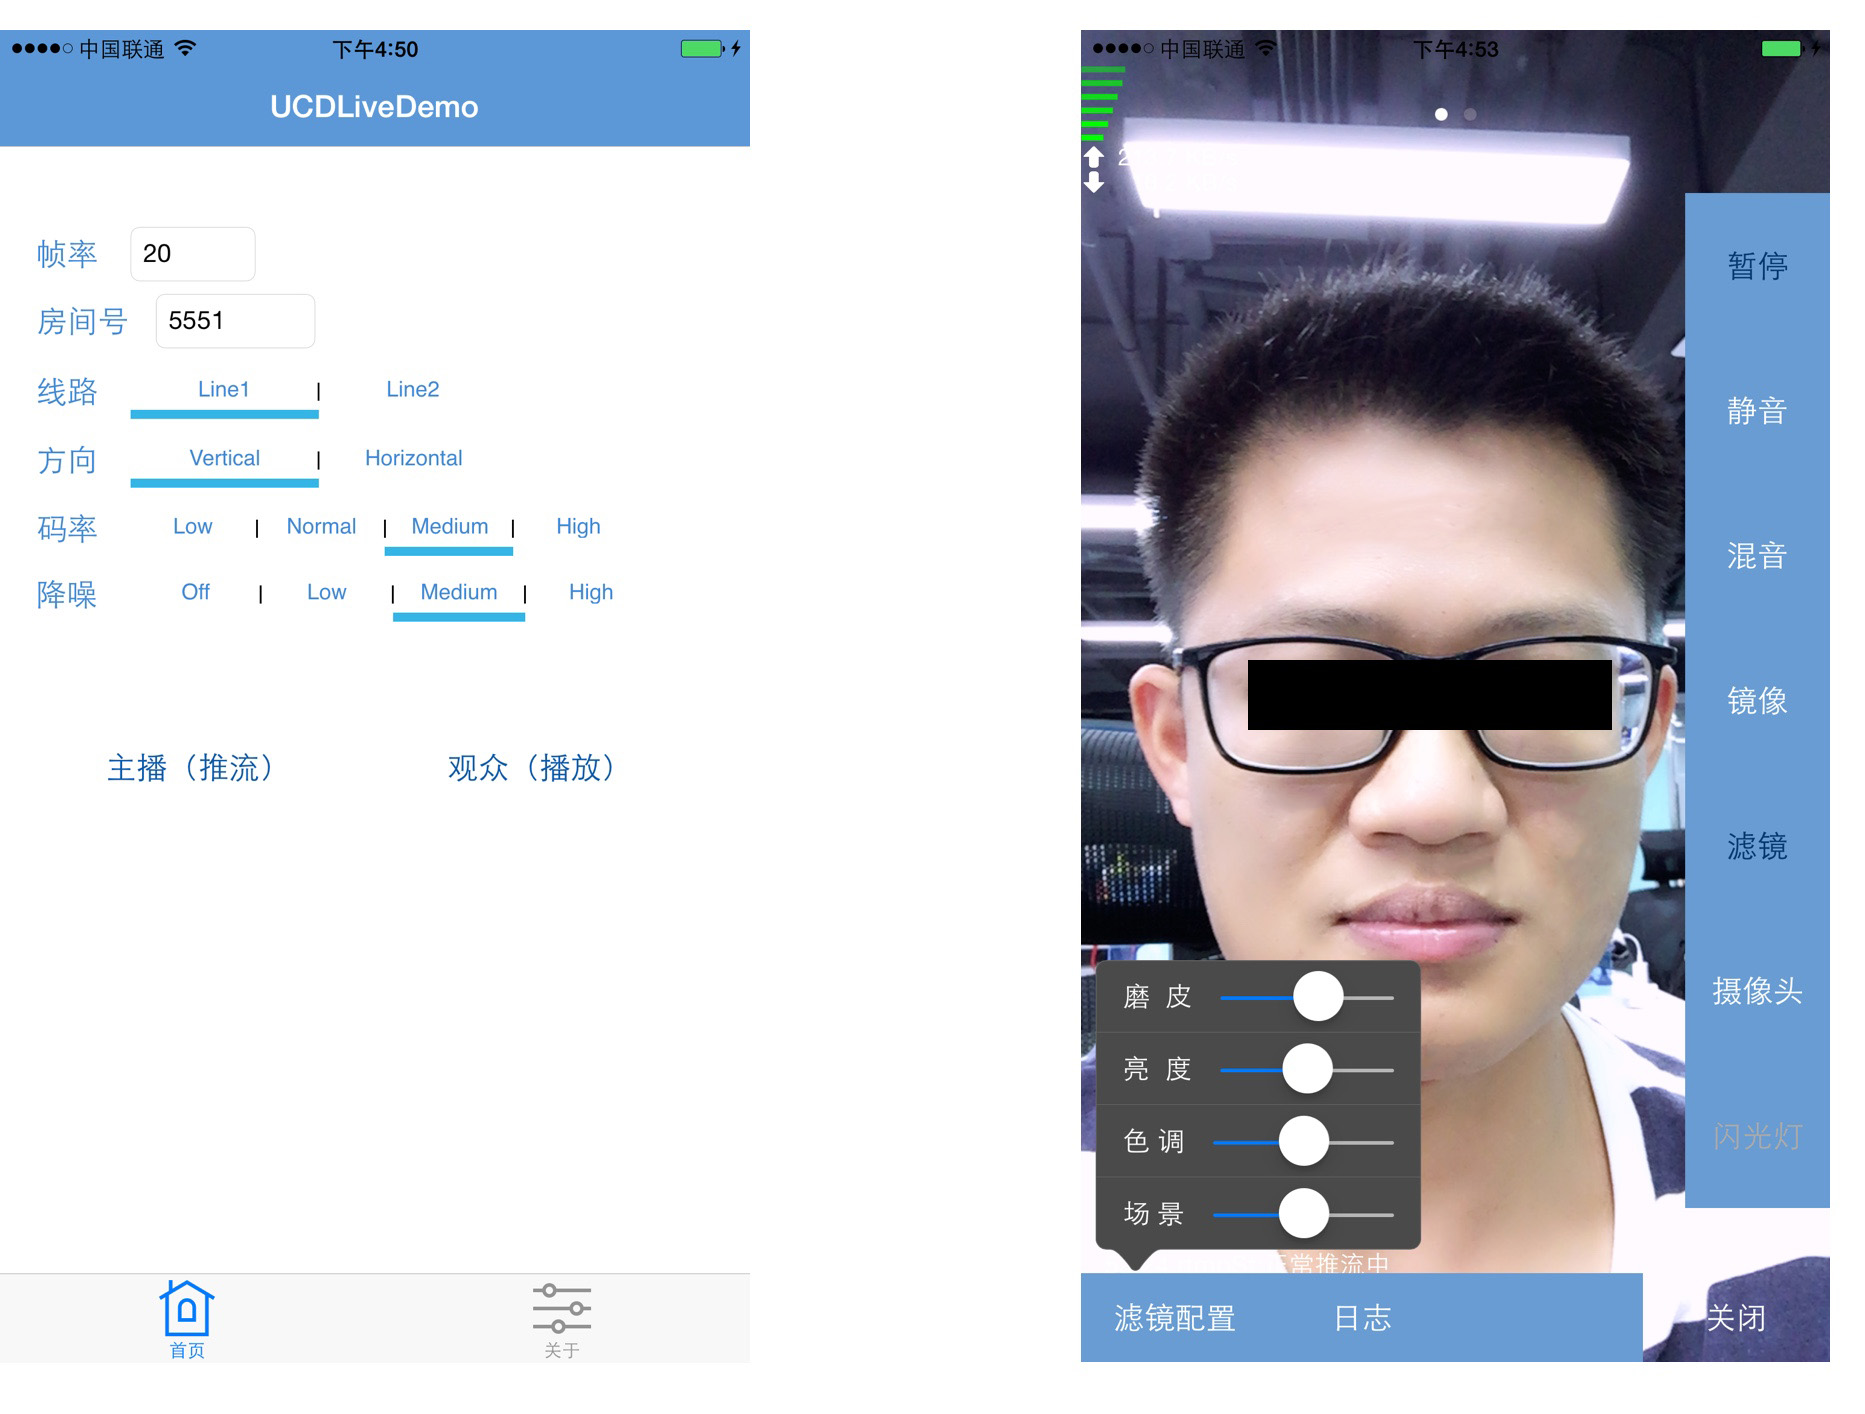 中国联通
下午4:50
UCDLiveDemo
帧率 20
房间号 5551
线路 Line1 | Line2
方向 Vertical | Horizontal
码率 Low | Normal | Medium | High
降噪 Off | Low | Medium | High
主播（推流） 观众（播放）
首页 关于
中国联通
下午4:53
暂停
静音
混音
镜像
滤镜
摄像头
闪光灯
磨 皮
亮 度
色 调
场 景
常推流中
滤镜配置 日志 关闭